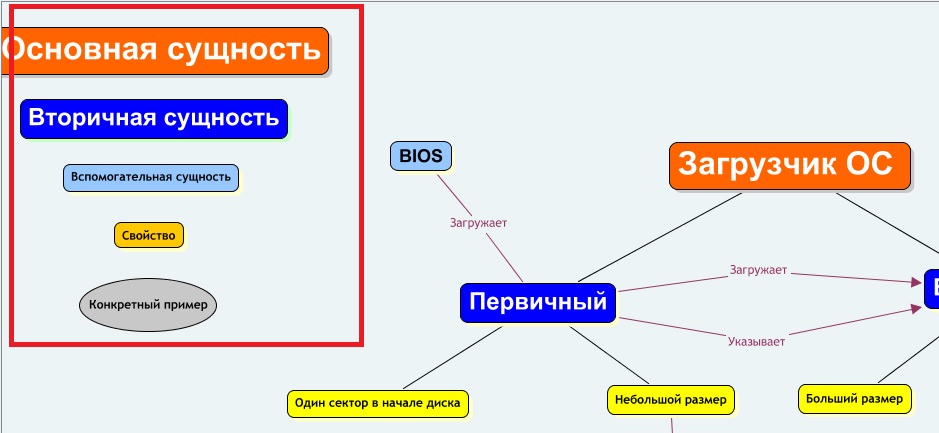 Основная сущность
Вторичная сущность
Вспомогательная сущность
Свойство
Конкретный пример
BIOS
Загрузчик ОС
Загружает
Загружает
Первичный
Указывает
Один сектор в начале диска
Небольшой размер
Больший размер